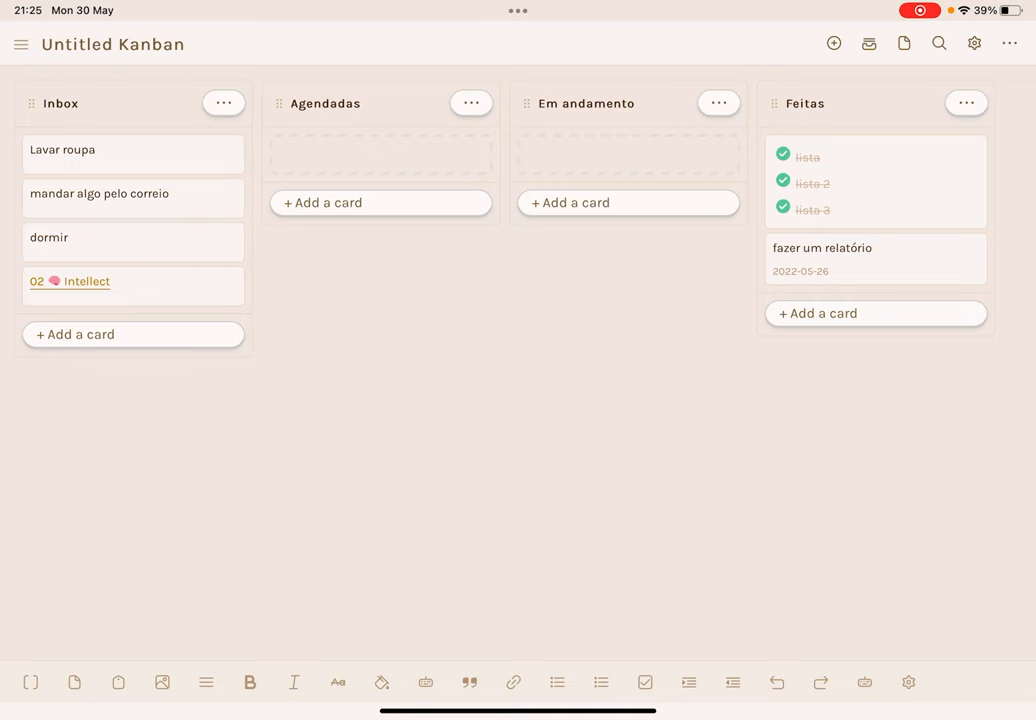 21:25 Mon 30 May
39%
Untitled Kanban
Inbox
Lavar roupa
mandar algo pelo correio
dormir
02 🧠 Intellect
+ Add a card
Agendadas
+ Add a card
Em andamento
+ Add a card
Feitas
lista
lista 2
lista 3
fazer um relatório
2022-05-26
+ Add a card
B
I
Aa